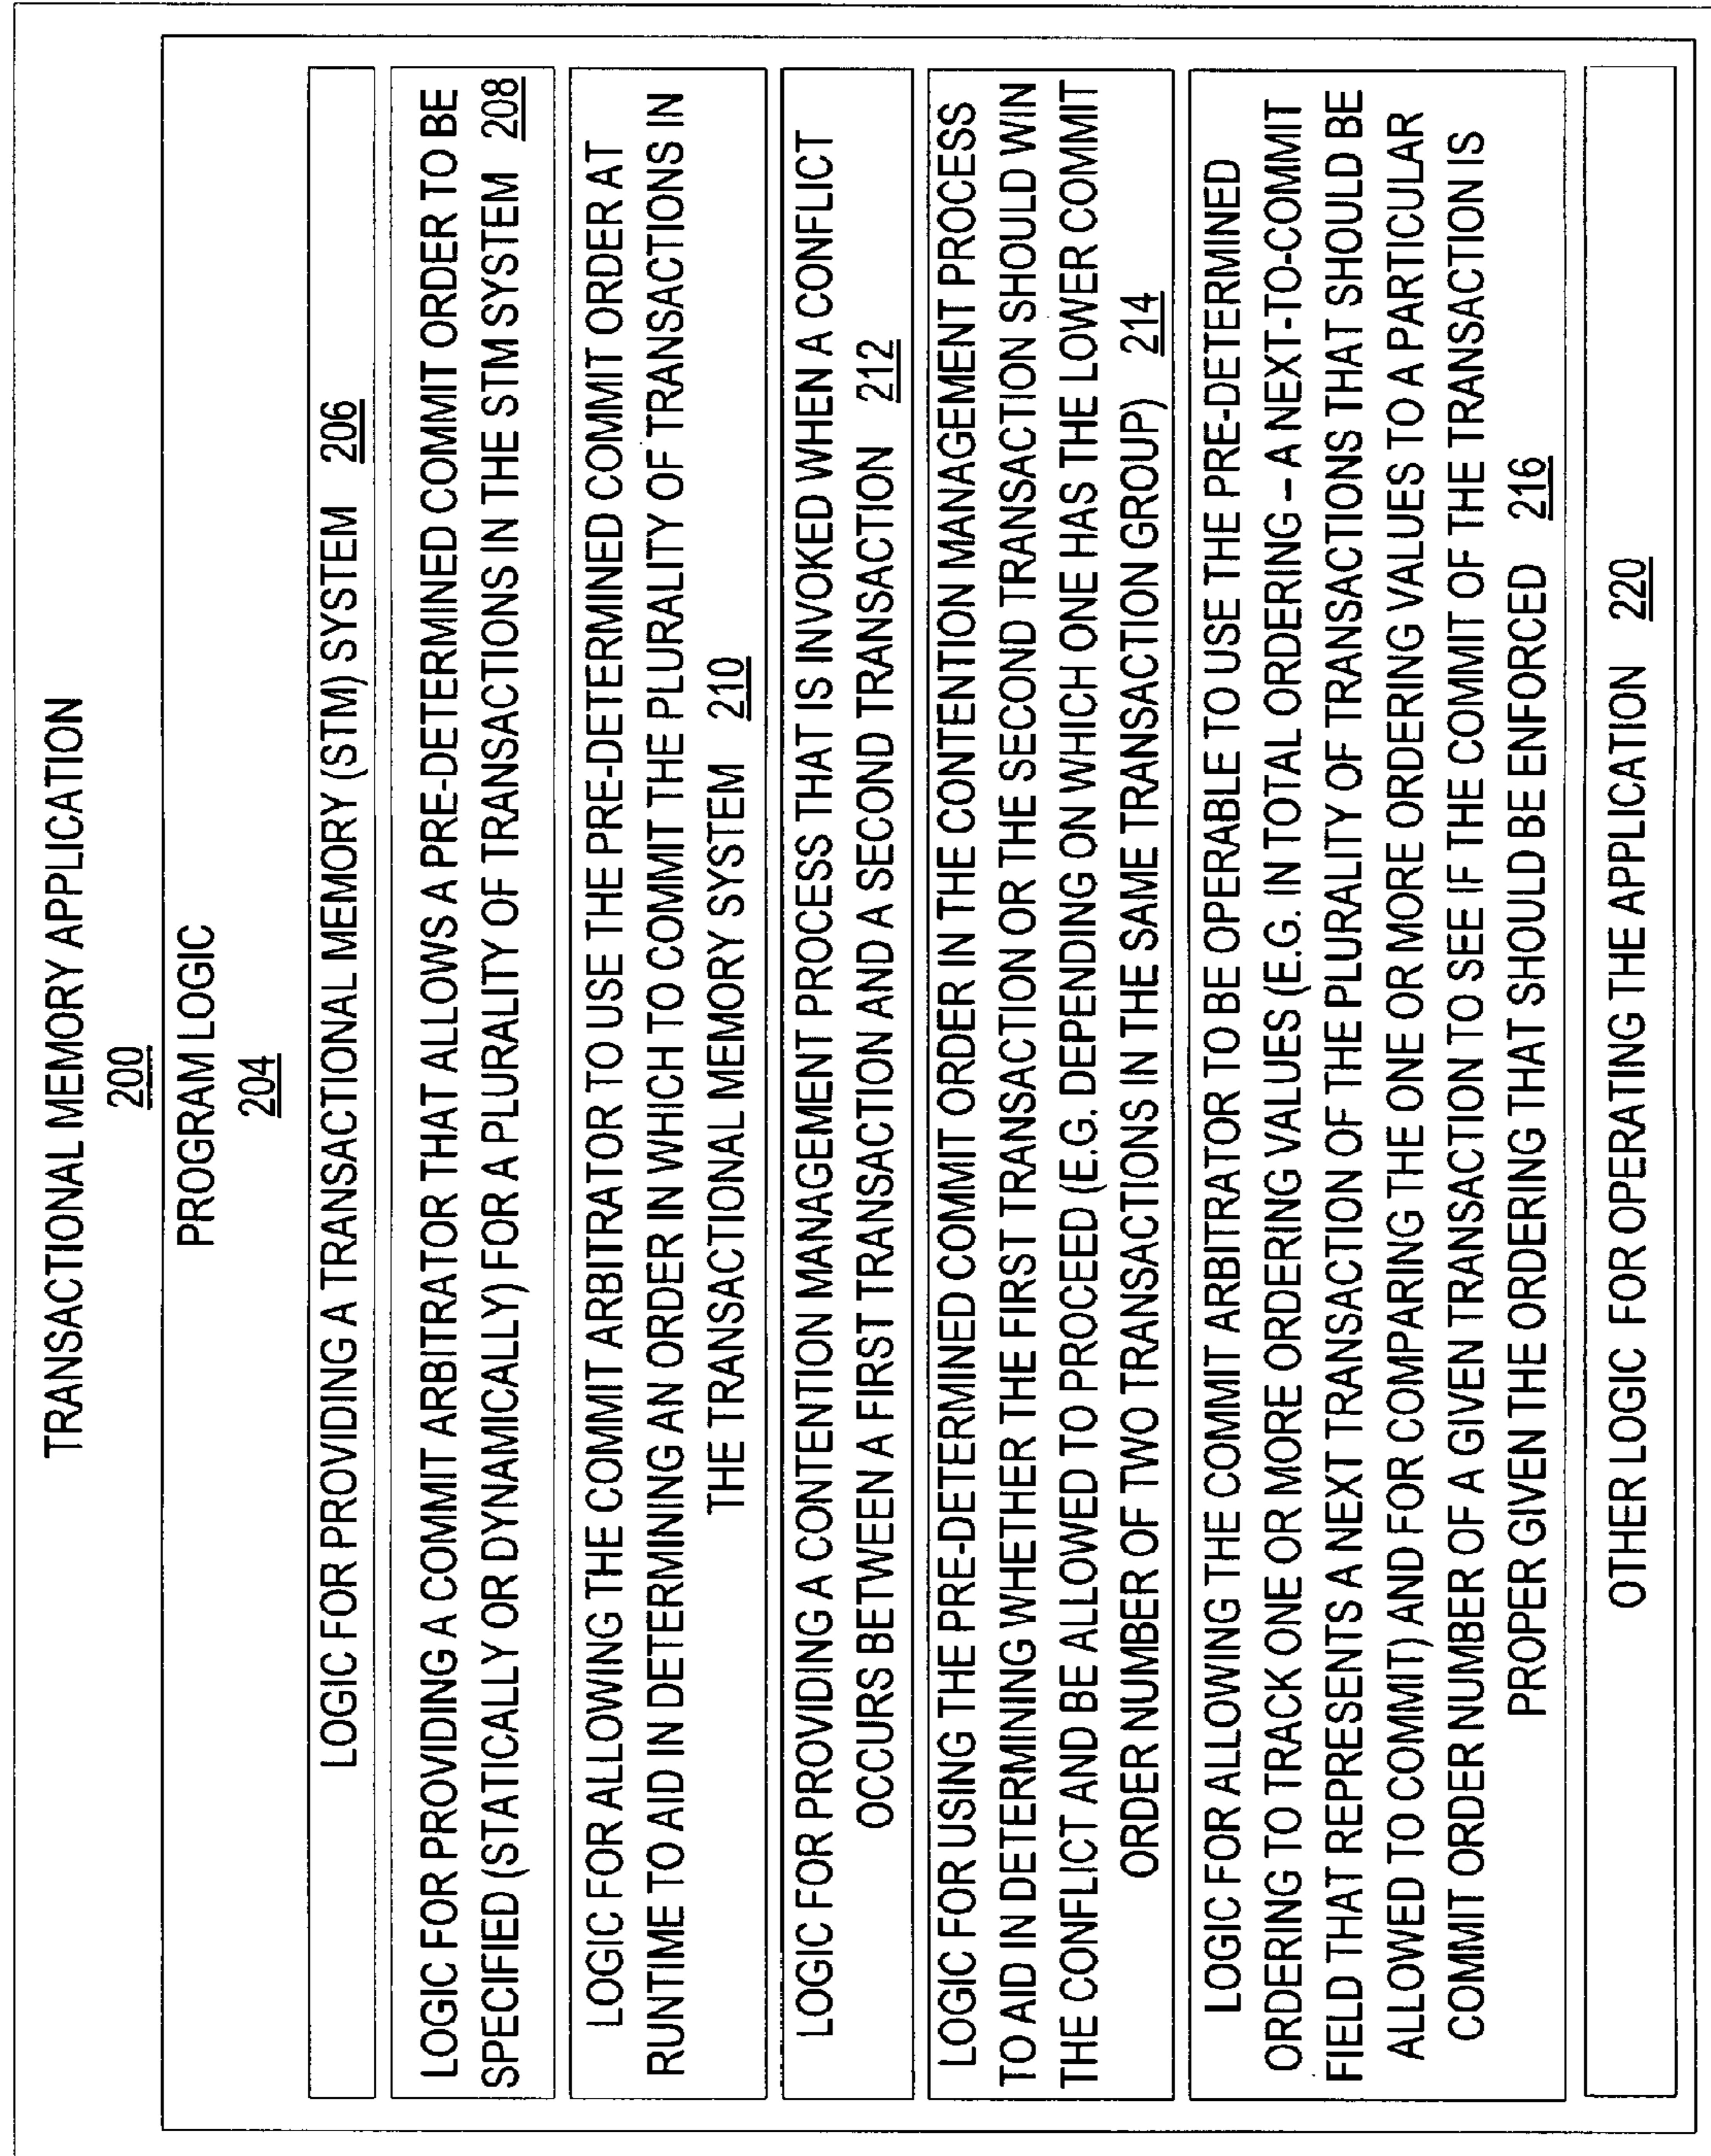 TRANSACTIONAL MEMORY APPLICATION
200
PROGRAM LOGIC
204
LOGIC FOR PROVIDING A TRANSACTIONAL MEMORY (STM) SYSTEM 206
LOGIC FOR PROVIDING A COMMIT ARBITRATOR THAT ALLOWS A PRE-DETERMINED COMMIT ORDER TO BE
SPECIFIED (STATICALLY OR DYNAMICALLY) FOR A PLURALITY OF TRANSACTIONS IN THE STM SYSTEM 208
LOGIC FOR ALLOWING THE COMMIT ARBITRATOR TO USE THE PRE-DETERMINED COMMIT ORDER AT
RUNTIME TO AID IN DETERMINING AN ORDER IN WHICH TO COMMIT THE PLURALITY OF TRANSACTIONS IN
THE TRANSACTIONAL MEMORY SYSTEM 210
LOGIC FOR PROVIDING A CONTENTION MANAGEMENT PROCESS THAT IS INVOKED WHEN A CONFLICT
OCCURS BETWEEN A FIRST TRANSACTION AND A SECOND TRANSACTION 212
LOGIC FOR USING THE PRE-DETERMINED COMMIT ORDER IN THE CONTENTION MANAGEMENT PROCESS
TO AID IN DETERMINING WHETHER THE FIRST TRANSACTION OR THE SECOND TRANSACTION SHOULD WIN
THE CONFLICT AND BE ALLOWED TO PROCEED (E.G. DEPENDING ON WHICH ONE HAS THE LOWER COMMIT
ORDER NUMBER OF TWO TRANSACTIONS IN THE SAME TRANSACTION GROUP) 214
LOGIC FOR ALLOWING THE COMMIT ARBITRATOR TO BE OPERABLE TO USE THE PRE-DETERMINED
ORDERING TO TRACK ONE OR MORE ORDERING VALUES (E.G. IN TOTAL ORDERING – A NEXT-TO-COMMIT
FIELD THAT REPRESENTS A NEXT TRANSACTION OF THE PLURALITY OF TRANSACTIONS THAT SHOULD BE
ALLOWED TO COMMIT) AND FOR COMPARING THE ONE OR MORE ORDERING VALUES TO A PARTICULAR
COMMIT ORDER NUMBER OF A GIVEN TRANSACTION TO SEE IF THE COMMIT OF THE TRANSACTION IS
PROPER GIVEN THE ORDERING THAT SHOULD BE ENFORCED 216
OTHER LOGIC FOR OPERATING THE APPLICATION 220